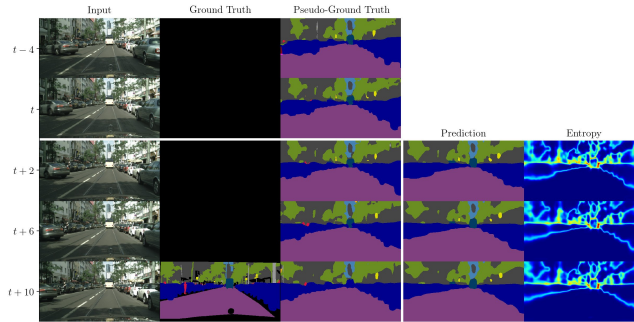 Input Ground Truth Pseudo-Ground Truth
t − 4
t
Prediction Entropy
t + 2
t + 6
t + 10